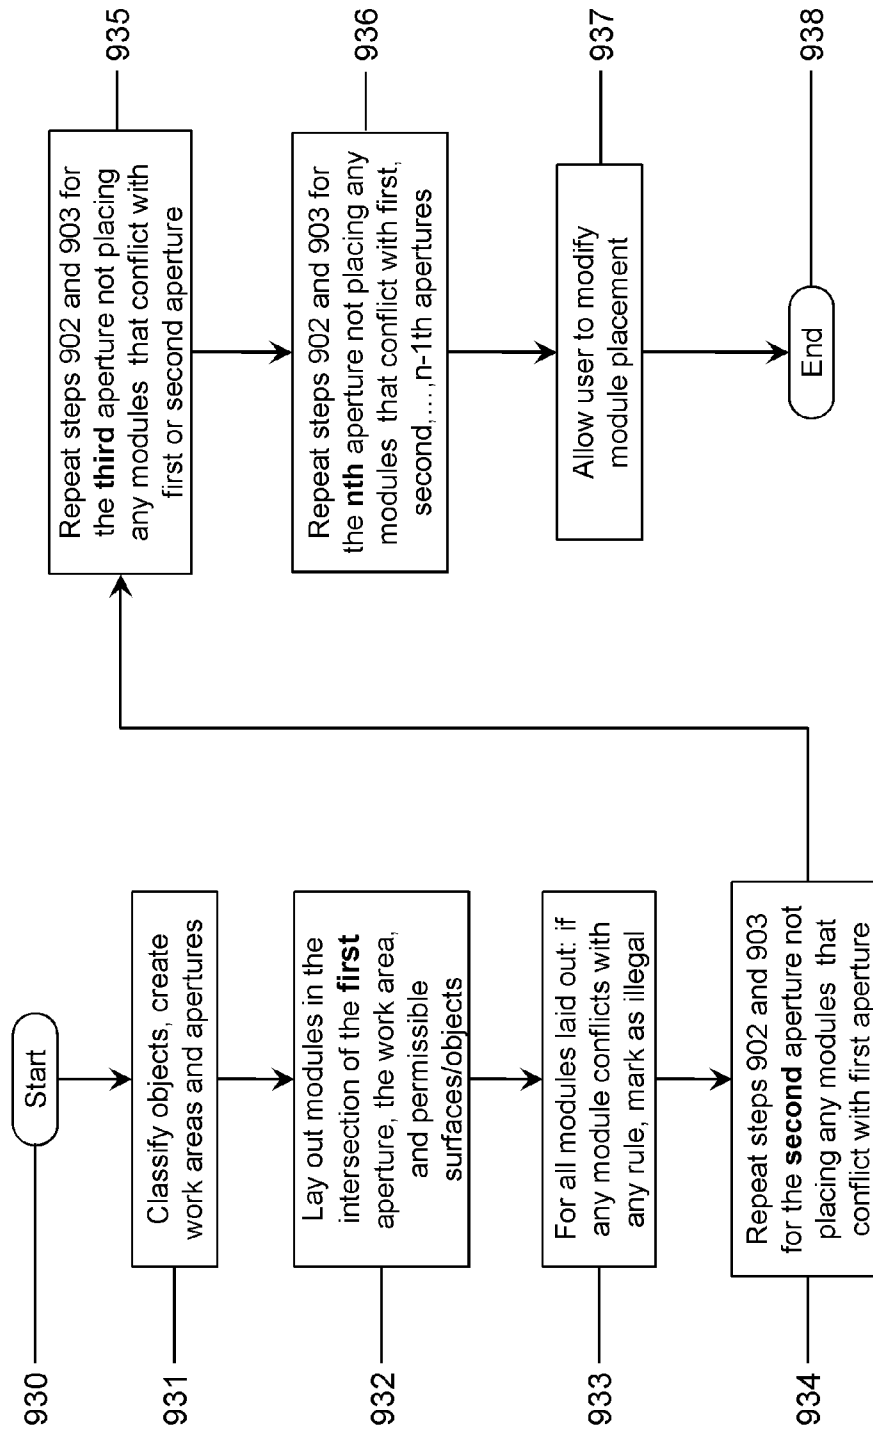 930
Start
931
Classify objects, create
work areas and apertures
932
Lay out modules in the
intersection of the first
aperture, the work area,
and permissible
surfaces/objects
933
For all modules laid out: if
any module conflicts with
any rule, mark as illegal
934
Repeat steps 902 and 903
for the second aperture not
placing any modules that
conflict with first aperture
935
Repeat steps 902 and 903 for
the third aperture not placing
any modules that conflict with
first or second aperture
936
Repeat steps 902 and 903 for
the nth aperture not placing any
modules that conflict with first,
second,...,n-1th apertures
937
Allow user to modify
module placement
938
End